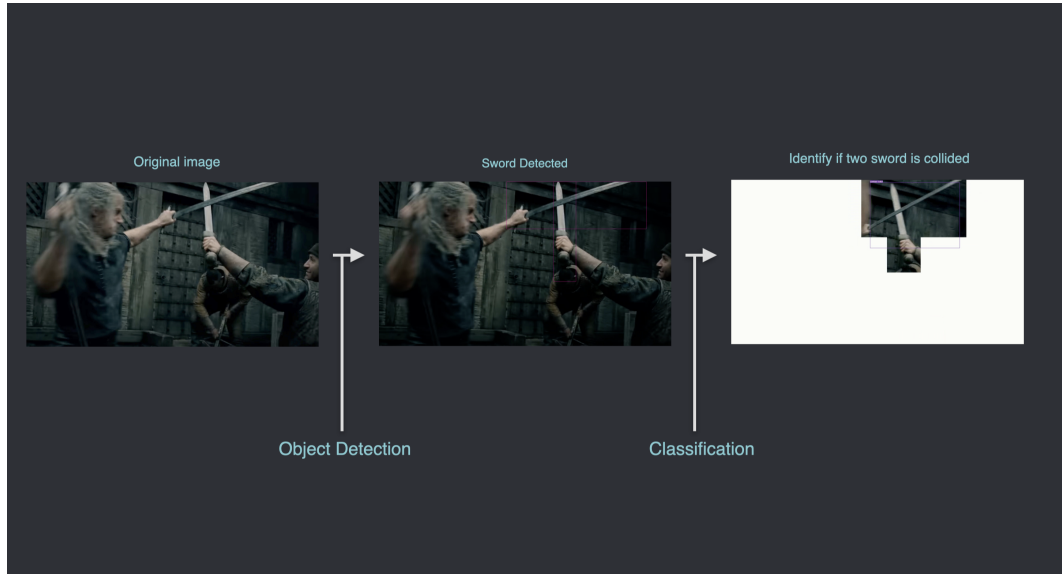 Original image
Sword Detected
Identify if two sword is collided
Object Detection
Classification